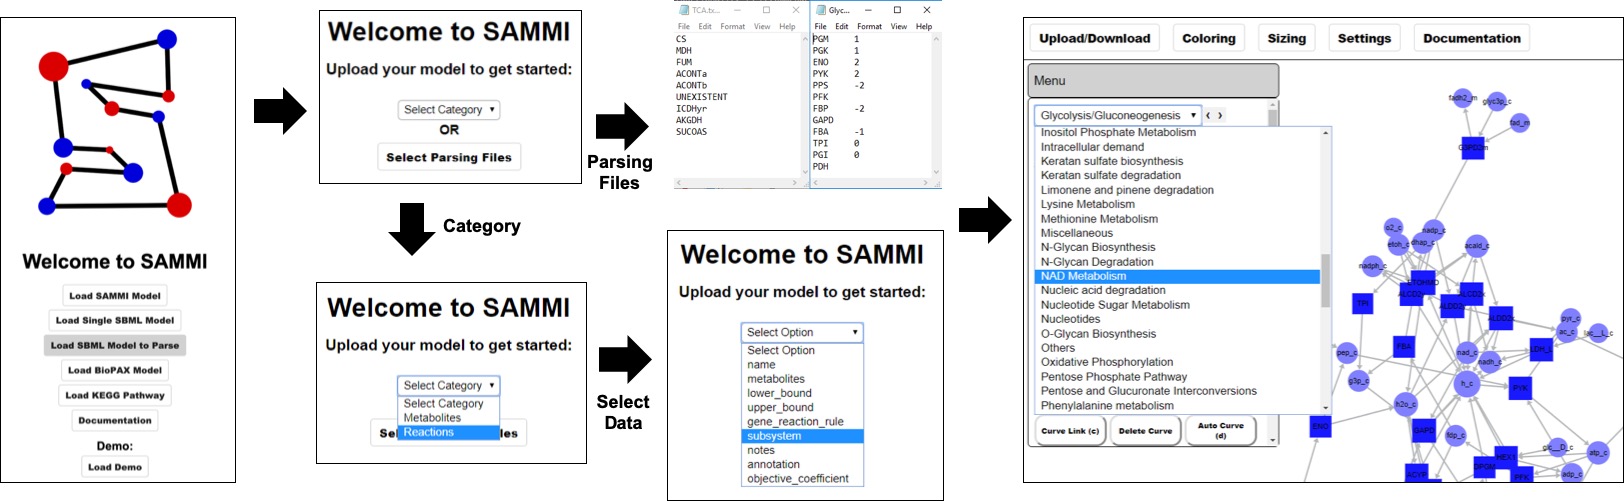 Welcome to SAMMI
Load SAMMI Model
Load Single SBML Model
Load SBML Model to Parse
Load BioPAX Model
Load KEGG Pathway
Documentation
Demo:
Load Demo
Welcome to SAMMI
Upload your model to get started:
Select Category
OR
Select Parsing Files
Parsing
Files
Category
Welcome to SAMMI
Upload your model to get started:
Select Category
Select Category
Metabolites
Reactions
Select
Data
TCA.tx...
File Edit Format View Help
CS
MDH
FUM
ACONTa
ACONTb
UNEXISTENT
ICDHyr
AKGDH
SUCOAS
Glyc...
File Edit Format View Help
PGM 1
PGK 1
ENO 2
PYK 2
PPS -2
PFK
FBP -2
GAPD
FBA -1
TPI 0
PGI 0
PDH
Welcome to SAMMI
Upload your model to get started:
Select Option
Select Option
name
metabolites
lower_bound
upper_bound
gene_reaction_rule
subsystem
notes
annotation
objective_coefficient
Upload/Download Coloring Sizing Settings Documentation
Menu
Glycolysis/Gluconeogenesis
Inositol Phosphate Metabolism
Intracellular demand
Keratan sulfate biosynthesis
Keratan sulfate degradation
Limonene and pinene degradation
Lysine Metabolism
Methionine Metabolism
Miscellaneous
N-Glycan Biosynthesis
N-Glycan Degradation
NAD Metabolism
Nucleic acid degradation
Nucleotide Sugar Metabolism
Nucleotides
O-Glycan Biosynthesis
Others
Oxidative Phosphorylation
Pentose Phosphate Pathway
Pentose and Glucuronate Interconversions
Phenylalanine metabolism
Curve Link (c) Delete Curve Auto Curve
(d)
fadh2_m
glyc3p_c
fad_m
G3PD2m
o2_c
nadp_c
etoh_c
dhap_c
acald_c
nadph_c
TPI
FBA
pep_c
g3p_c
nad_c
nadh_c
h_c
LDH_L
pyr_c
ac_c
lac__L_c
PYK
h2o_c
ENO
GAPD
fdp_c
glc__D_c
atp_c
HEX1
DPGM
PFK
adp_c
ACYP